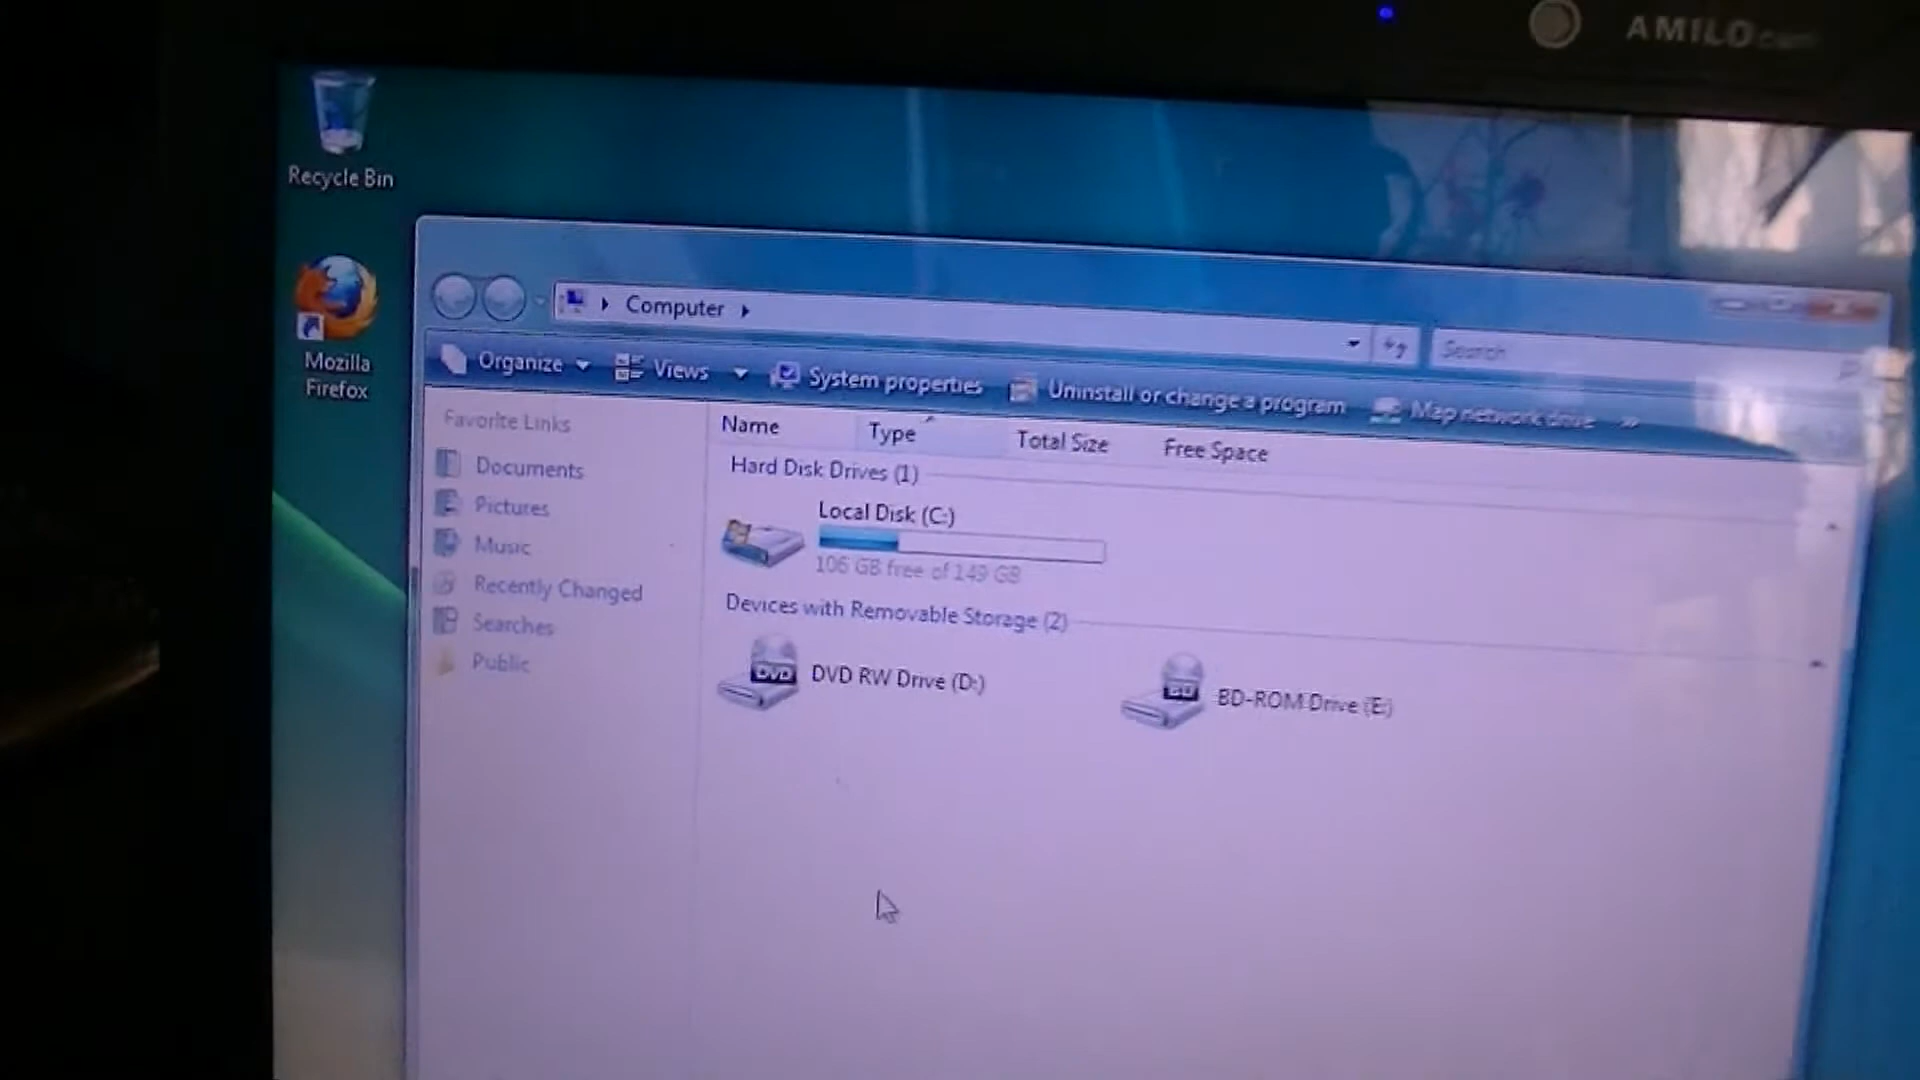 AMILO
Recycle Bin
Mozilla
Firefox
Computer
Search
Organize
Views
System properties
Uninstall or change a program
Map network drive
»
Favorite Links
Documents
Pictures
Music
Recently Changed
Searches
Public
Name
Type
Total Size
Free Space
Hard Disk Drives (1)
Local Disk (C:)
106 GB free of 149 GB
Devices with Removable Storage (2)
DVD
DVD RW Drive (D:)
BD
BD-ROM Drive (E:)